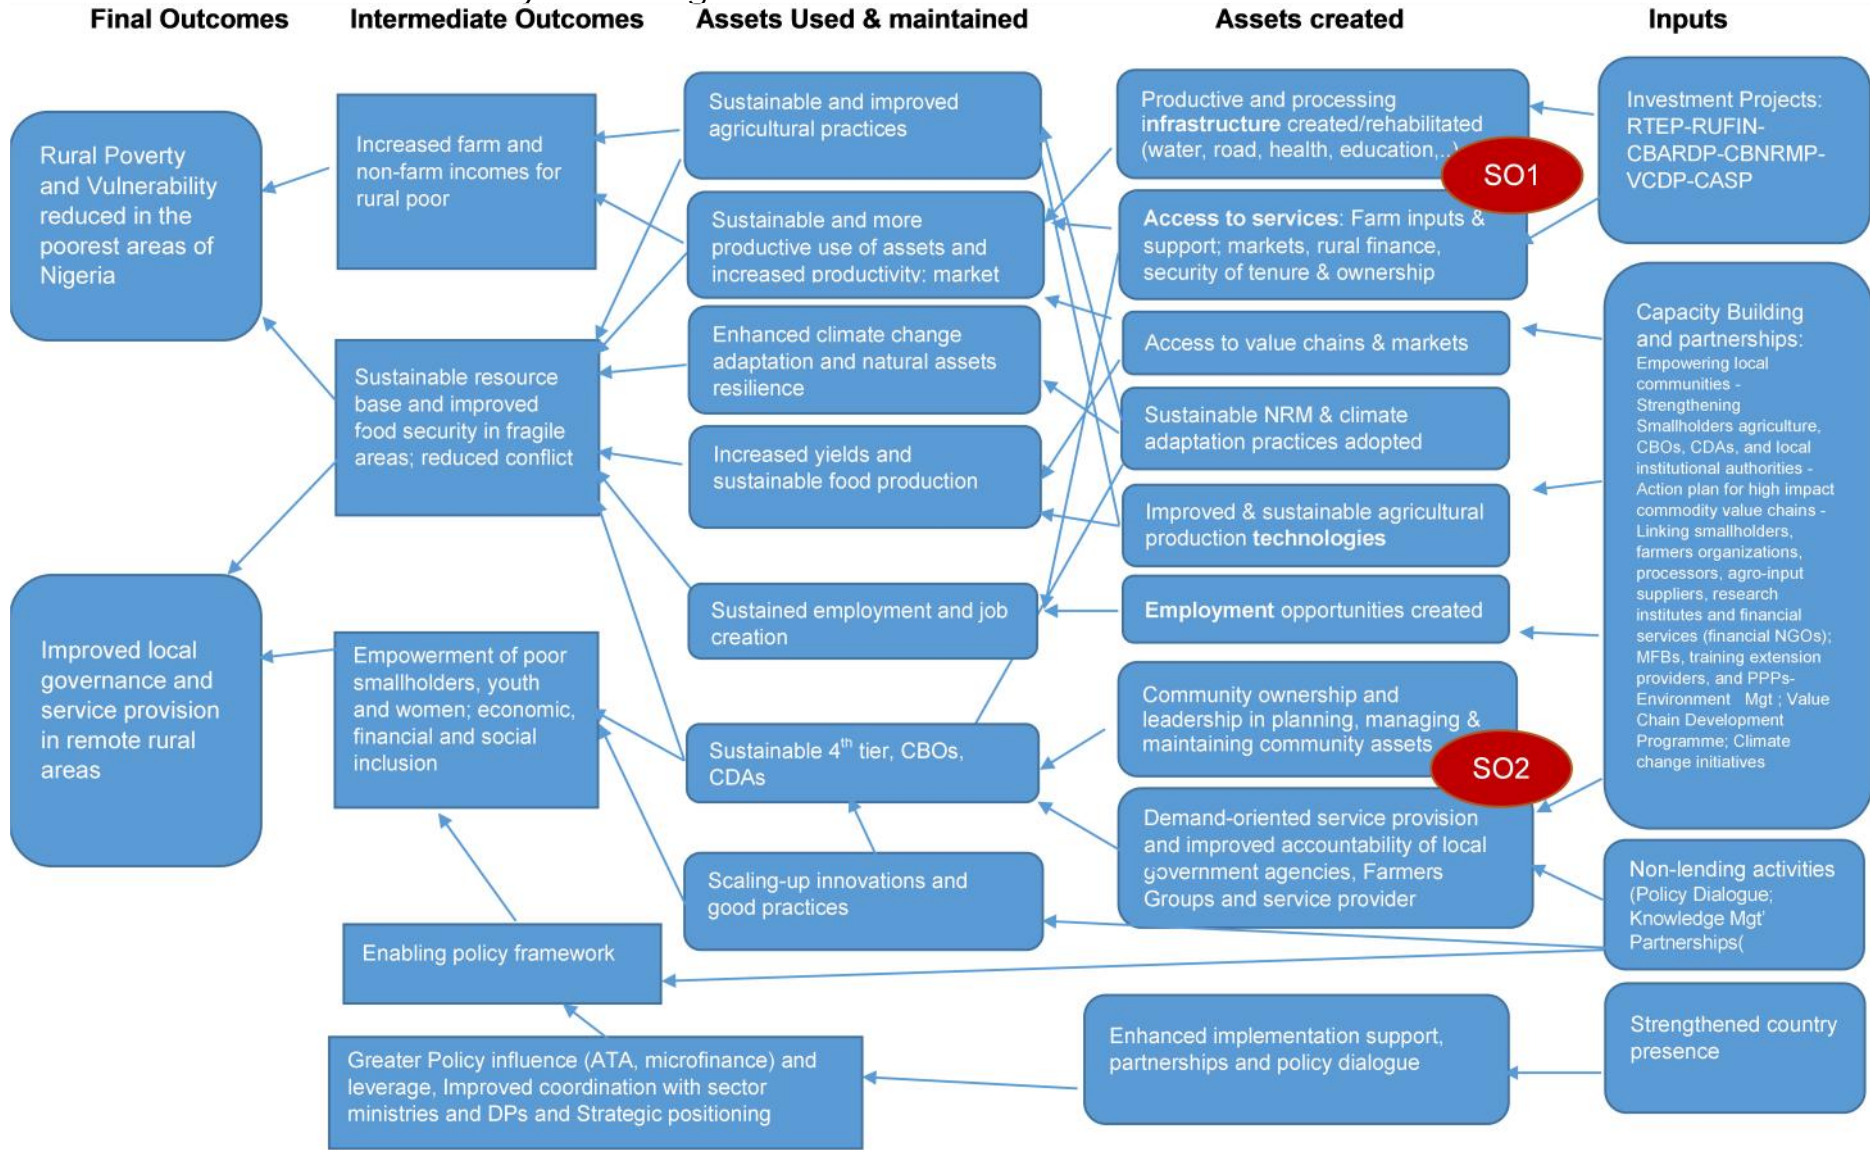 Final Outcomes
Intermediate Outcomes
Assets Used & maintained
Assets created
Inputs
Rural Poverty
and Vulnerability
reduced in the
poorest areas of
Nigeria
Improved local
governance and
service provision
in remote rural
areas
Increased farm and
non-farm incomes for
rural poor
Sustainable resource
base and improved
food security in fragile
areas; reduced conflict
Empowerment of poor
smallholders, youth
and women; economic,
financial and social
inclusion
Enabling policy framework
Greater Policy influence (ATA, microfinance) and
leverage, Improved coordination with sector
ministries and DPs and Strategic positioning
Sustainable and improved
agricultural practices
Sustainable and more
productive use of assets and
increased productivity; market
Enhanced climate change
adaptation and natural assets
resilience
Increased yields and
sustainable food production
Sustained employment and job
creation
Sustainable 4th tier, CBOs,
CDAs
Scaling-up innovations and
good practices
Productive and processing
infrastructure created/rehabilitated
(water, road, health, education,..)
SO1
Access to services: Farm inputs &
support; markets, rural finance,
security of tenure & ownership
Access to value chains & markets
Sustainable NRM & climate
adaptation practices adopted
Improved & sustainable agricultural
production technologies
Employment opportunities created
Community ownership and
leadership in planning, managing &
maintaining community assets
SO2
Demand-oriented service provision
and improved accountability of local
government agencies, Farmers
Groups and service provider
Enhanced implementation support,
partnerships and policy dialogue
Investment Projects:
RTEP-RUFIN-
CBARDP-CBNRMP-
VCDP-CASP
Capacity Building
and partnerships:
Empowering local
communities -
Strengthening
Smallholders agriculture,
CBOs, CDAs, and local
institutional authorities -
Action plan for high impact
commodity value chains -
Linking smallholders,
farmers organizations,
processors, agro-input
suppliers, research
institutes and financial
services (financial NGOs);
MFBs, training extension
providers, and PPPs-
Environment Mgt ; Value
Chain Development
Programme; Climate
change initiatives
Non-lending activities
(Policy Dialogue;
Knowledge Mgt'
Partnerships(
Strengthened country
presence